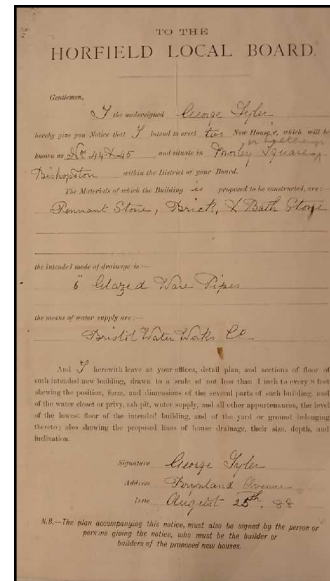 TO THE
HORFIELD LOCAL BOARD.
Gentlemen,
I the undersigned George Tyler
hereby give you Notice that I intend to erect two New Houses, which will be
known as No 44 & 45 and situate in Square
Bishopston within the District of your Board.
The Materials of which the Building is proposed to be constructed, are:—
Pennant Stone, Brick, & Bath Stone
the intended mode of drainage is:—
6" Glazed Ware Pipes
the means of water supply are:—
Bristol Water Works Co
And I herewith leave at your offices, detail plan, and sections of floor of
such intended new building, drawn to a scale of not less than 1 inch to every 8 feet
shewing the position, form, and dimensions of the several parts of such building, and
of the water closet or privy, ash pit, water supply, and all other appurtenances, the level
of the lowest floor of the intended building, and of the yard or ground belonging
thereto; also shewing the proposed lines of house drainage, their size, depth, and
inclination.
Signature George Tyler
Address
Date August 25th, 88
N.B.—The plan accompanying this notice, must also be signed by the person or
persons giving the notice, who must be the builder or
builders of the proposed new houses.